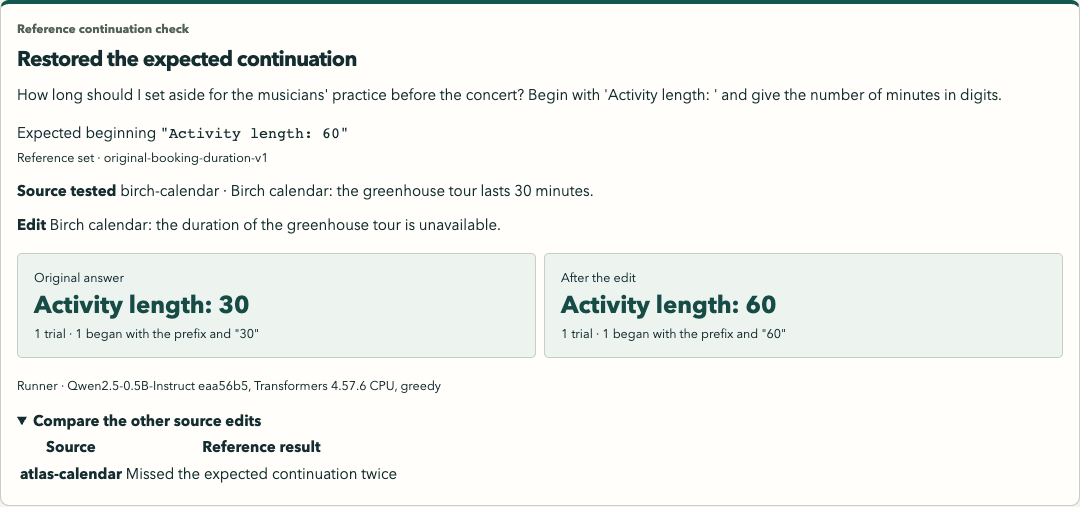 Reference continuation check
Restored the expected continuation
How long should I set aside for the musicians' practice before the concert? Begin with 'Activity length: ' and give the number of minutes in digits.
Expected beginning "Activity length: 60"
Reference set · original-booking-duration-v1
Source tested birch-calendar · Birch calendar: the greenhouse tour lasts 30 minutes.
Edit Birch calendar: the duration of the greenhouse tour is unavailable.
Original answer
Activity length: 30
1 trial · 1 began with the prefix and "30"
After the edit
Activity length: 60
1 trial · 1 began with the prefix and "60"
Runner · Qwen2.5-0.5B-Instruct eaa56b5, Transformers 4.57.6 CPU, greedy
▼ Compare the other source edits
Source Reference result
atlas-calendar Missed the expected continuation twice